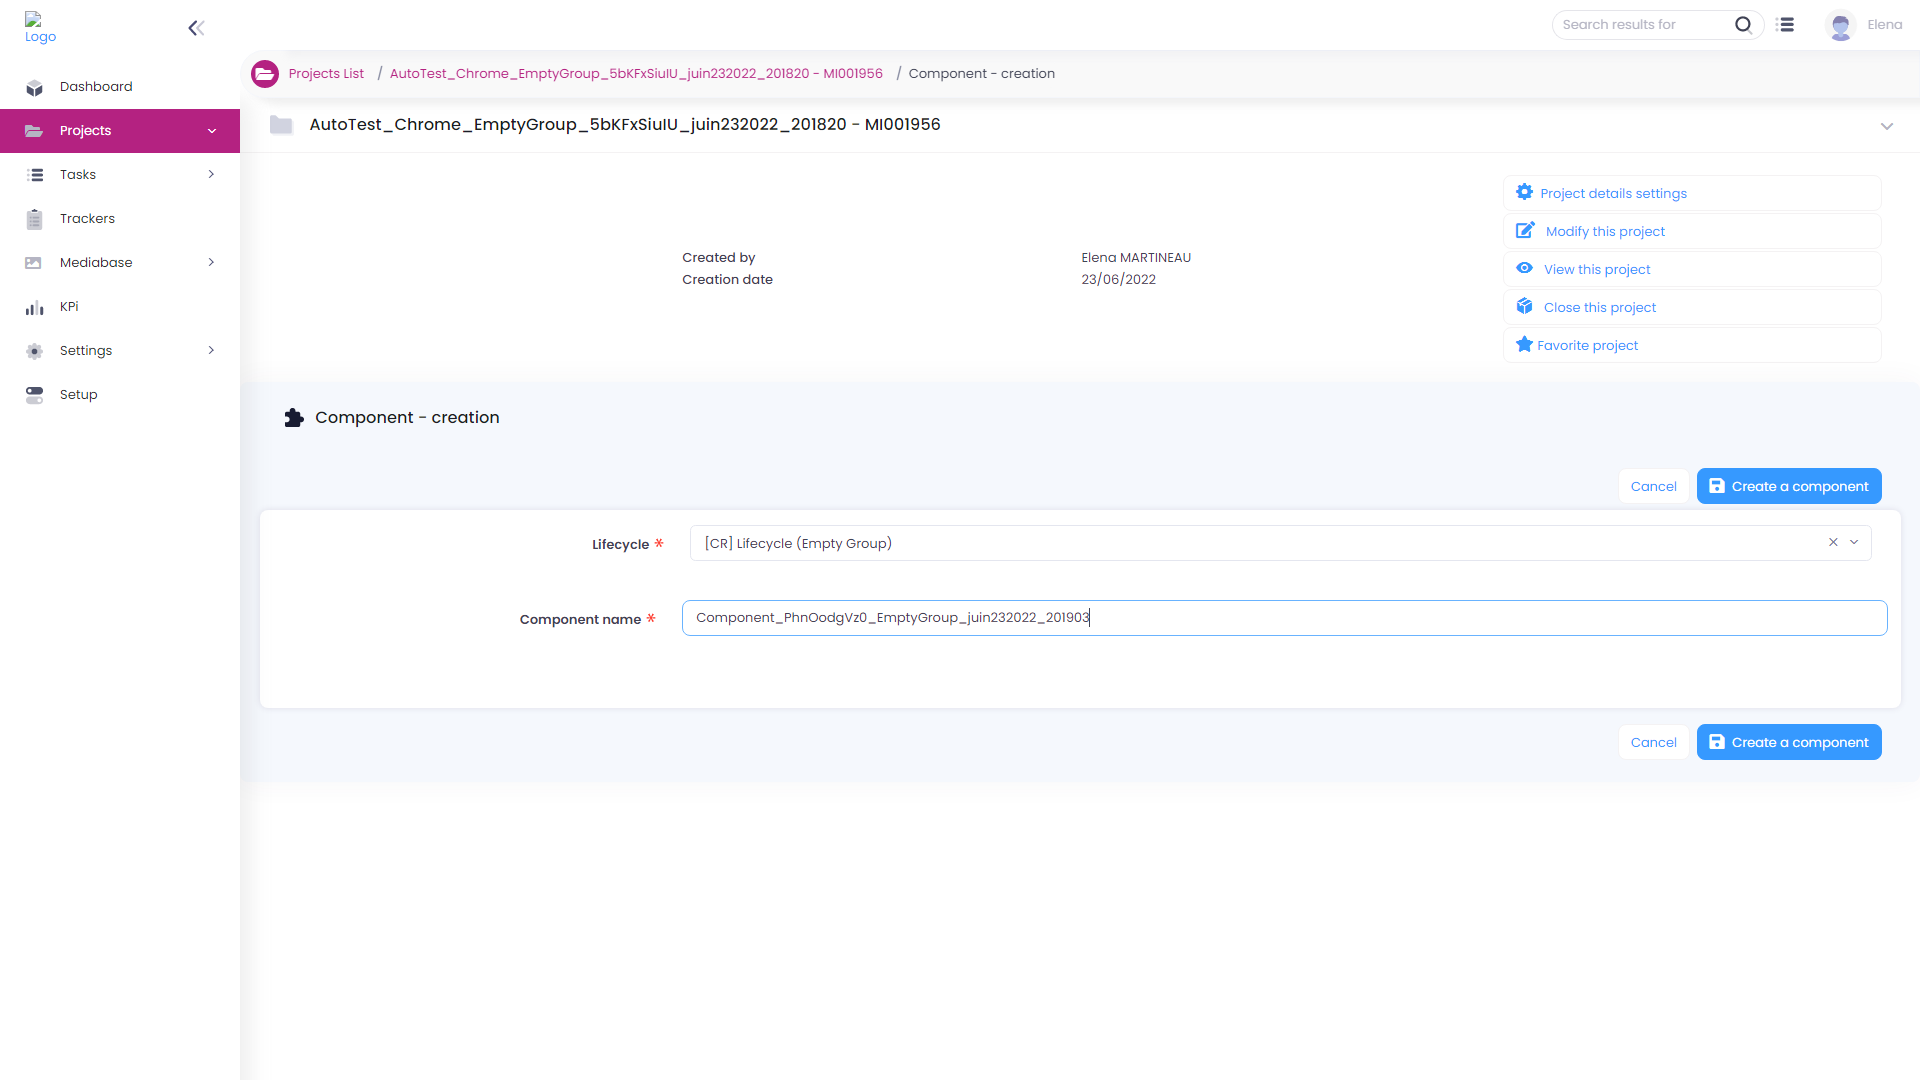 Logo
Search results for
Elena
Dashboard
Projects
Tasks
Trackers
Mediabase
KPi
Settings
Setup
Projects List / AutoTest_Chrome_EmptyGroup_5bKFxSiuIU_juin232022_201820 - MI001956 / Component - creation
AutoTest_Chrome_EmptyGroup_5bKFxSiuIU_juin232022_201820 - MI001956
Created by Elena MARTINEAU
Creation date 23/06/2022
Project details settings
Modify this project
View this project
Close this project
Favorite project
Component - creation
Cancel Create a component
Lifecycle * [CR] Lifecycle (Empty Group)
Component name * Component_PhnOodgVz0_EmptyGroup_juin232022_201903
Cancel Create a component